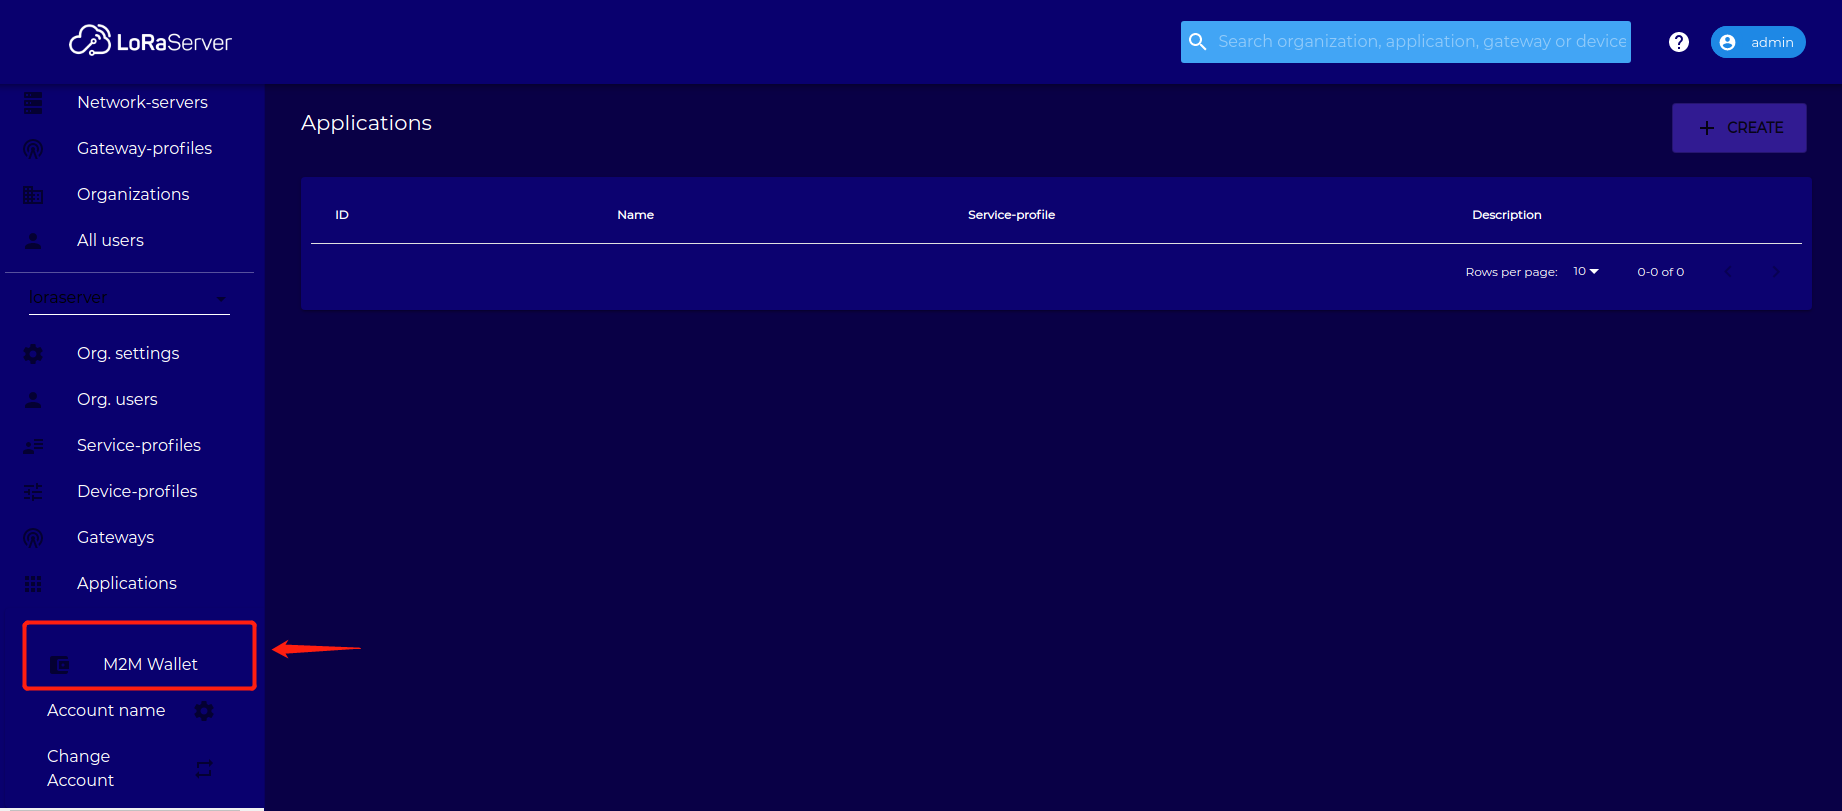 LoRaServer
Search organization, application, gateway or device
?
admin
Network-servers
Gateway-profiles
Organizations
All users
loraserver
Org. settings
Org. users
Service-profiles
Device-profiles
Gateways
Applications
M2M Wallet
Account name
Change
Account
Applications
CREATE
ID Name Service-profile Description
Rows per page: 10 0-0 of 0